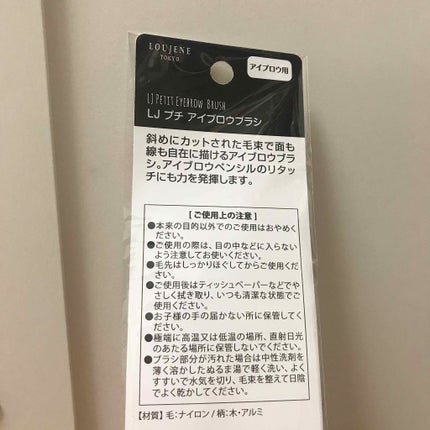 LOUJENE
TOKYO
アイブロウ用
LJ PETIT EYEBROW BRUSH
LJ プチ アイブロウブラシ
斜めにカットされた毛束で面も
線も自在に描けるアイブロウブラ
シ。アイブロウペンシルのリタッ
チにも力を発揮します。
【ご使用上の注意】
●本来の目的以外でのご使用はおやめく
ださい。
●ご使用の際は、目の中などに入らない
よう注意してお使いください。
●毛先はしっかりほぐしてからご使用くだ
さい。
●ご使用後はティッシュペーパーなどでや
さしく拭き取り、いつも清潔な状態でご
使用ください。
●お子様の手の届かない所に保管してく
ださい。
●極端に高温又は低温の場所、直射日光
のあたる場所に保管しないでください。
●ブラシ部分が汚れた場合は中性洗剤を
薄く溶かしたぬるま湯で軽く洗い、よく
すすいで水気を切り、毛束を整えて日陰
でよく乾かしてください。
【材質】毛:ナイロン/柄:木・アルミ